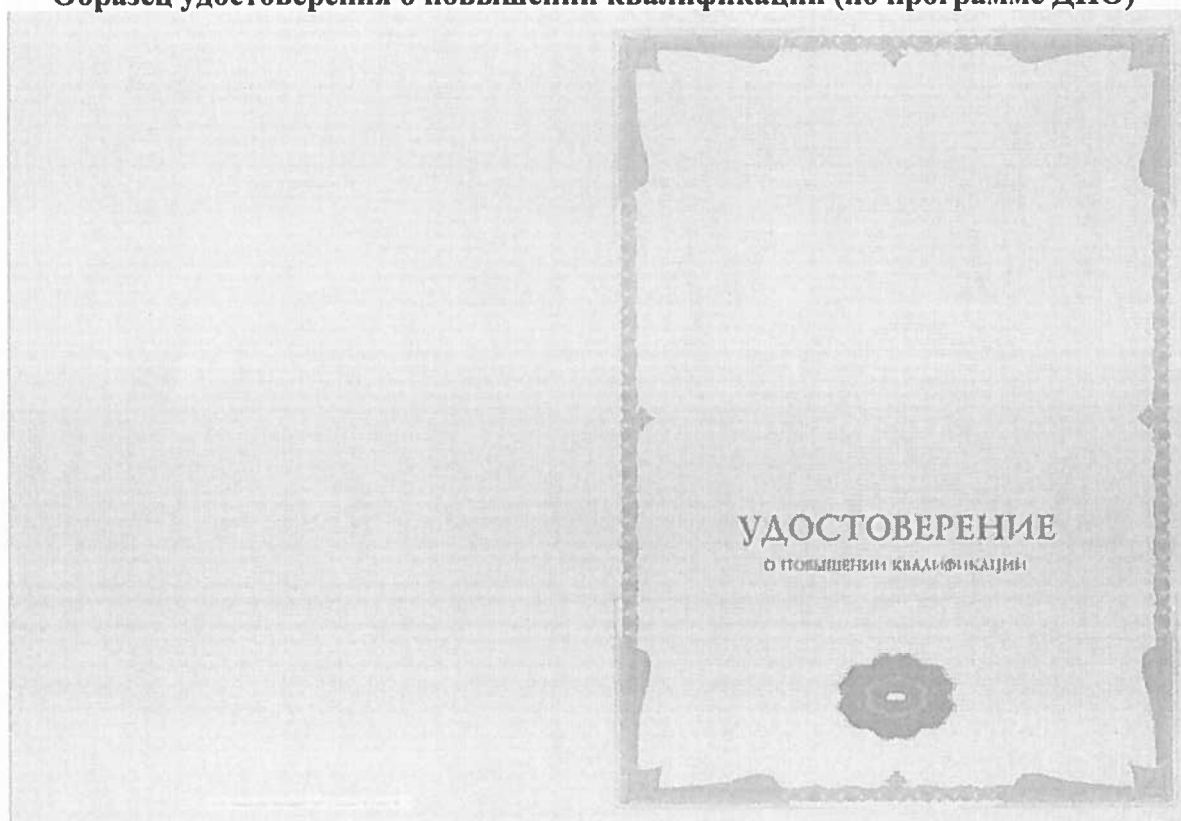 Образец удостоверения о повышении квалификации (по программе ДПО)
УДОСТОВЕРЕНИЕ
О ПОВЫШЕНИИ КВАЛИФИКАЦИИ